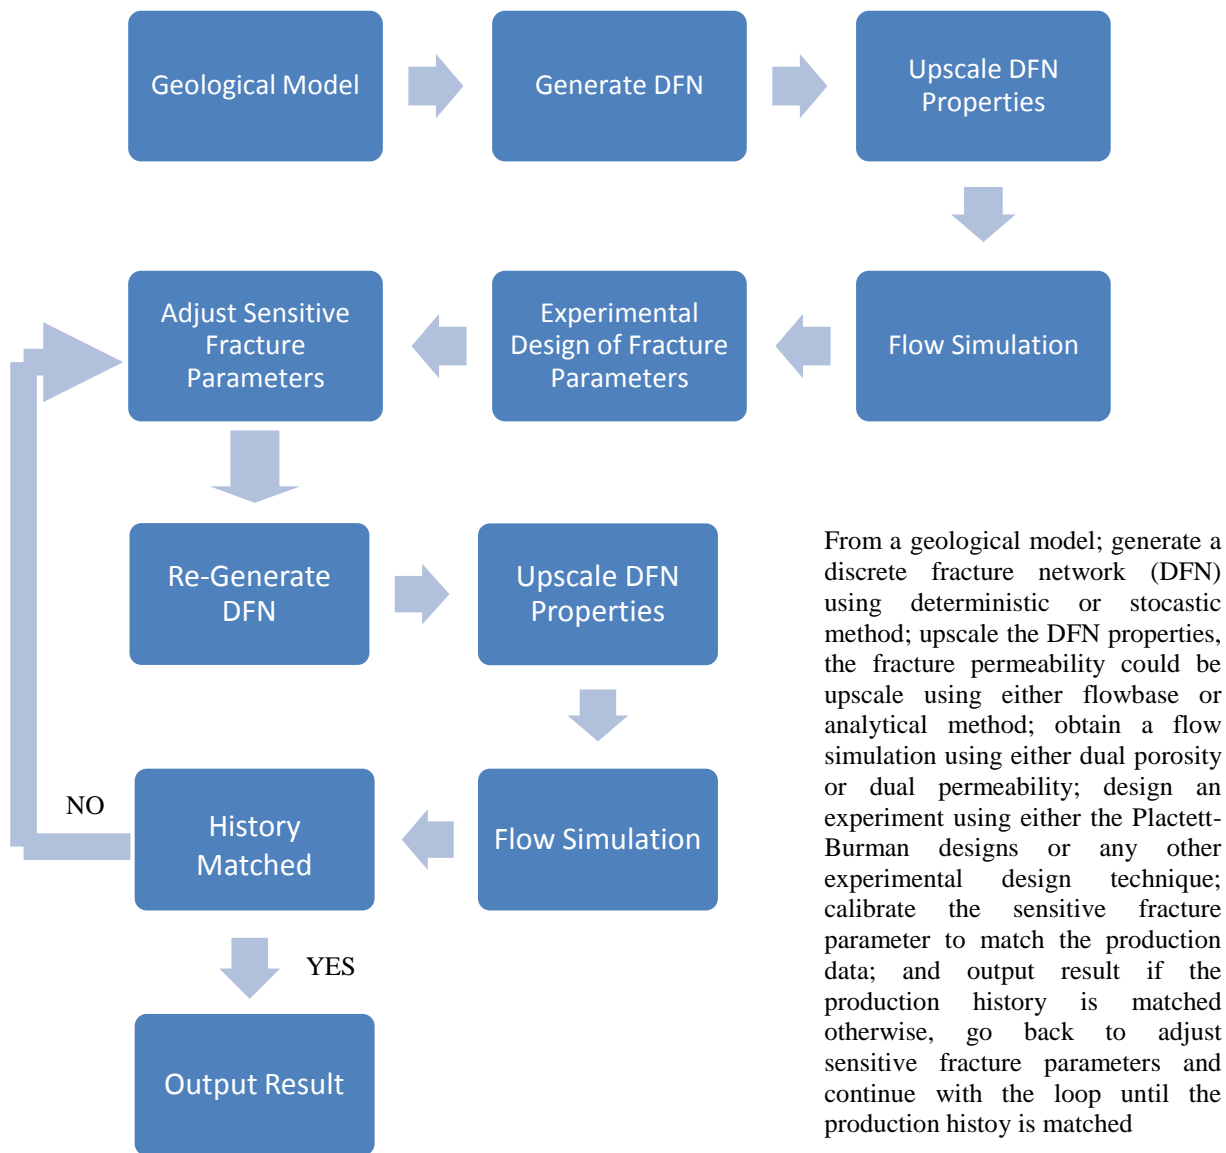 Geological Model
Generate DFN
Upscale DFN
Properties
Flow Simulation
Experimental
Design of Fracture
Parameters
Adjust Sensitive
Fracture
Parameters
Re-Generate
DFN
Upscale DFN
Properties
Flow Simulation
History
Matched
NO
YES
Output Result
From a geological model; generate a
discrete fracture network (DFN)
using deterministic or stocastic
method; upscale the DFN properties,
the fracture permeability could be
upscale using either flowbase or
analytical method; obtain a flow
simulation using either dual porosity
or dual permeability; design an
experiment using either the Plactett-
Burman designs or any other
experimental design technique;
calibrate the sensitive fracture
parameter to match the production
data; and output result if the
production history is matched
otherwise, go back to adjust
sensitive fracture parameters and
continue with the loop until the
production histoy is matched